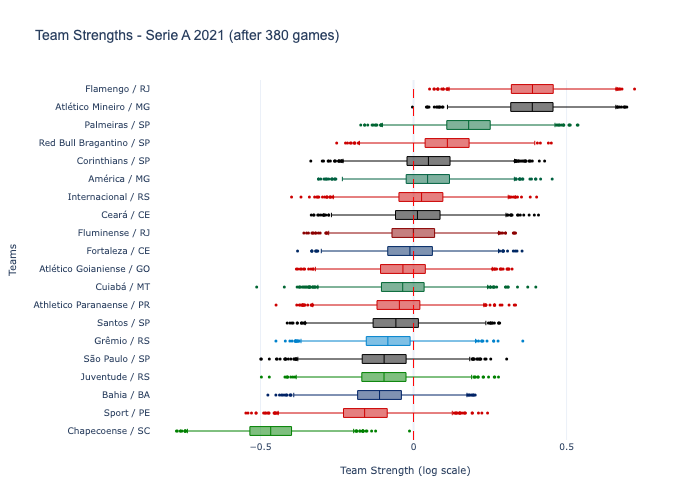 Team Strengths - Serie A 2021 (after 380 games)
Flamengo / RJ
Atlético Mineiro / MG
Palmeiras / SP
Red Bull Bragantino / SP
Corinthians / SP
América / MG
Internacional / RS
Ceará / CE
Fluminense / RJ
Fortaleza / CE
Atlético Goianiense / GO
Cuiabá / MT
Athletico Paranaense / PR
Santos / SP
Grêmio / RS
São Paulo / SP
Juventude / RS
Bahia / BA
Sport / PE
Chapecoense / SC
Teams
−0.5 0 0.5
Team Strength (log scale)